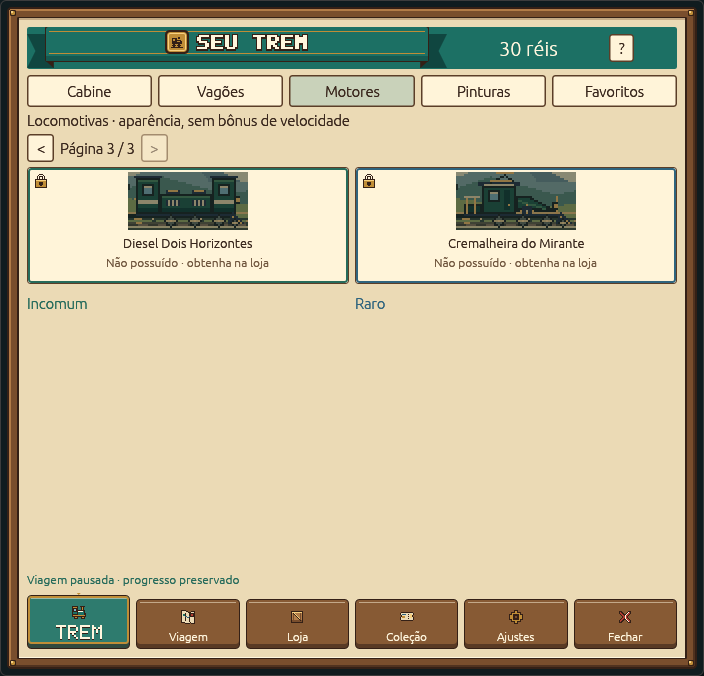 SEU TREM
30 réis
?
Cabine
Vagões
Motores
Pinturas
Favoritos
Locomotivas · aparência, sem bônus de velocidade
< Página 3 / 3 >
Diesel Dois Horizontes
Não possuído · obtenha na loja
Cremalheira do Mirante
Não possuído · obtenha na loja
Incomum
Raro
Viagem pausada · progresso preservado
TREM
Viagem
Loja
Coleção
Ajustes
Fechar